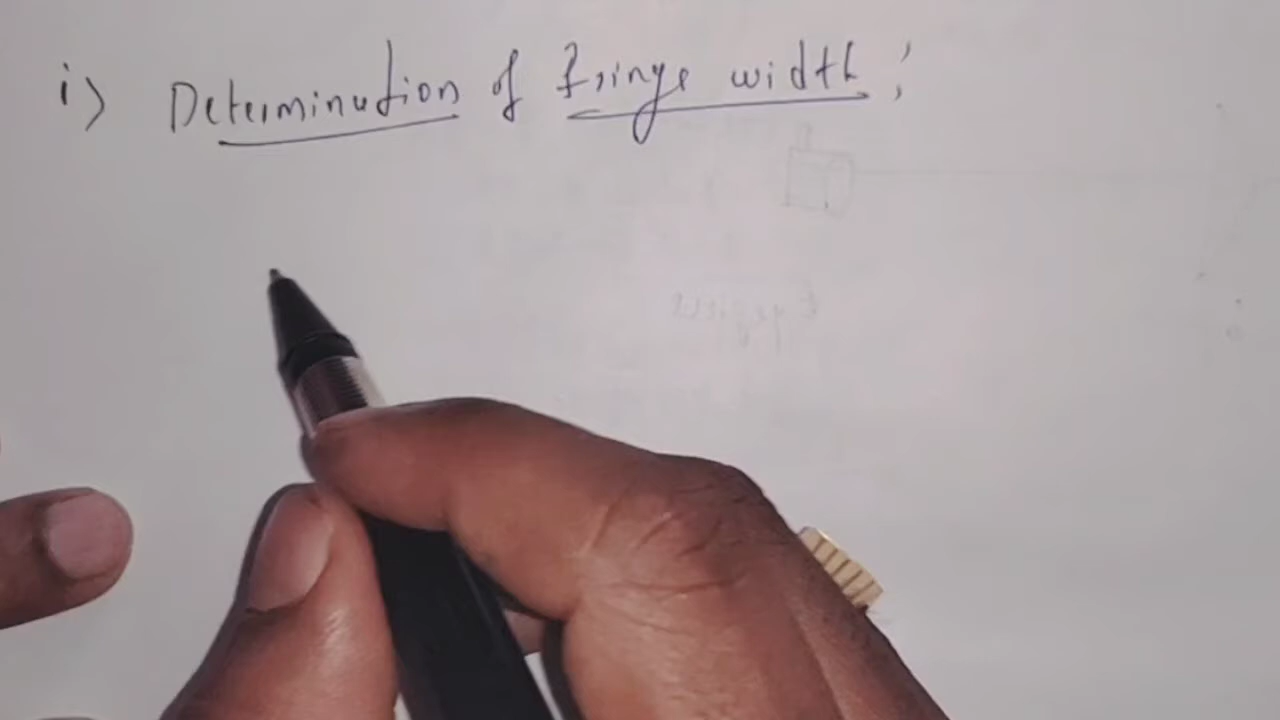 i) Determination of fringe width :